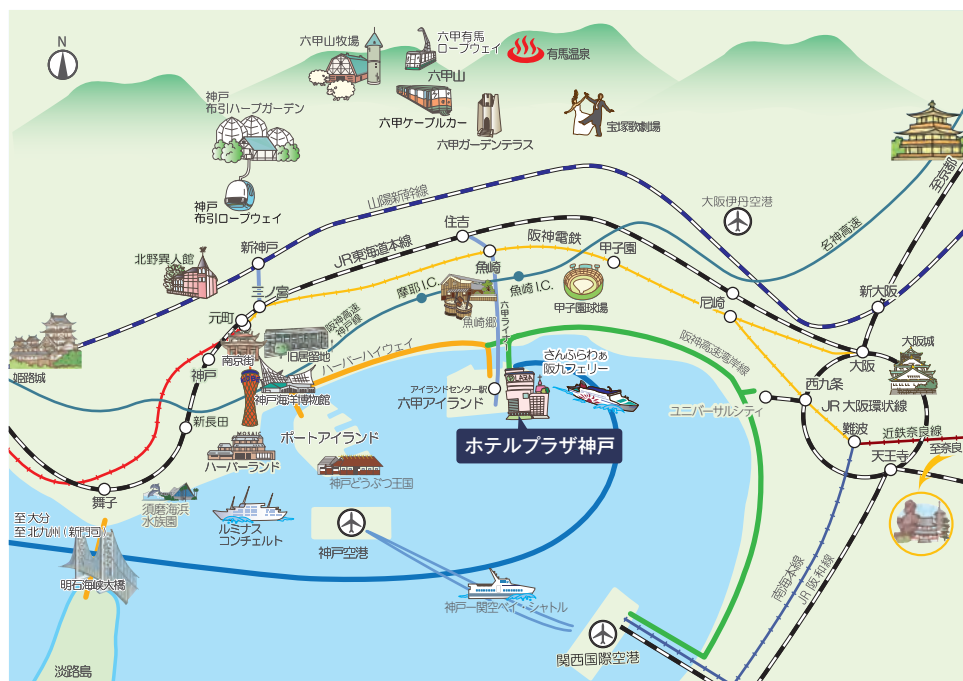 N
六甲山牧場
六甲有馬
ロープウェイ
有馬温泉
六甲山
六甲ケーブルカー
六甲ガーデンテラス
宝塚歌劇場
神戸
布引ハーブガーデン
神戸
布引ロープウェイ
山陽新幹線
大阪伊丹空港
至京都
名神高速
北野異人館
新神戸
JR東海道本線
住吉
阪神電鉄
甲子園
魚崎
摩耶 I.C.
魚崎 I.C.
三ノ宮
元町
阪神高速
神戸線
魚崎郷
六甲ライナー
甲子園球場
尼崎
新大阪
姫路城
南京街
旧居留地
ハーバーハイウェイ
神戸
さんふらわぁ
阪九フェリー
阪神高速湾岸線
大阪
大阪城
神戸海洋博物館
アイランドセンター駅
六甲アイランド
PLAZA
西九条
ユニバーサルシティ
JR 大阪環状線
新長田
ポートアイランド
ホテルプラザ神戸
難波
近鉄奈良線
至奈良
MOSAIC
ハーバーランド
神戸どうぶつ王国
天王寺
舞子
須磨海浜
水族園
ルミナス
コンチェルト
至 大分
至 北九州(新門司)
神戸空港
明石海峡大橋
神戸ー関空ベイ・シャトル
南海本線
JR 阪和線
関西国際空港
淡路島